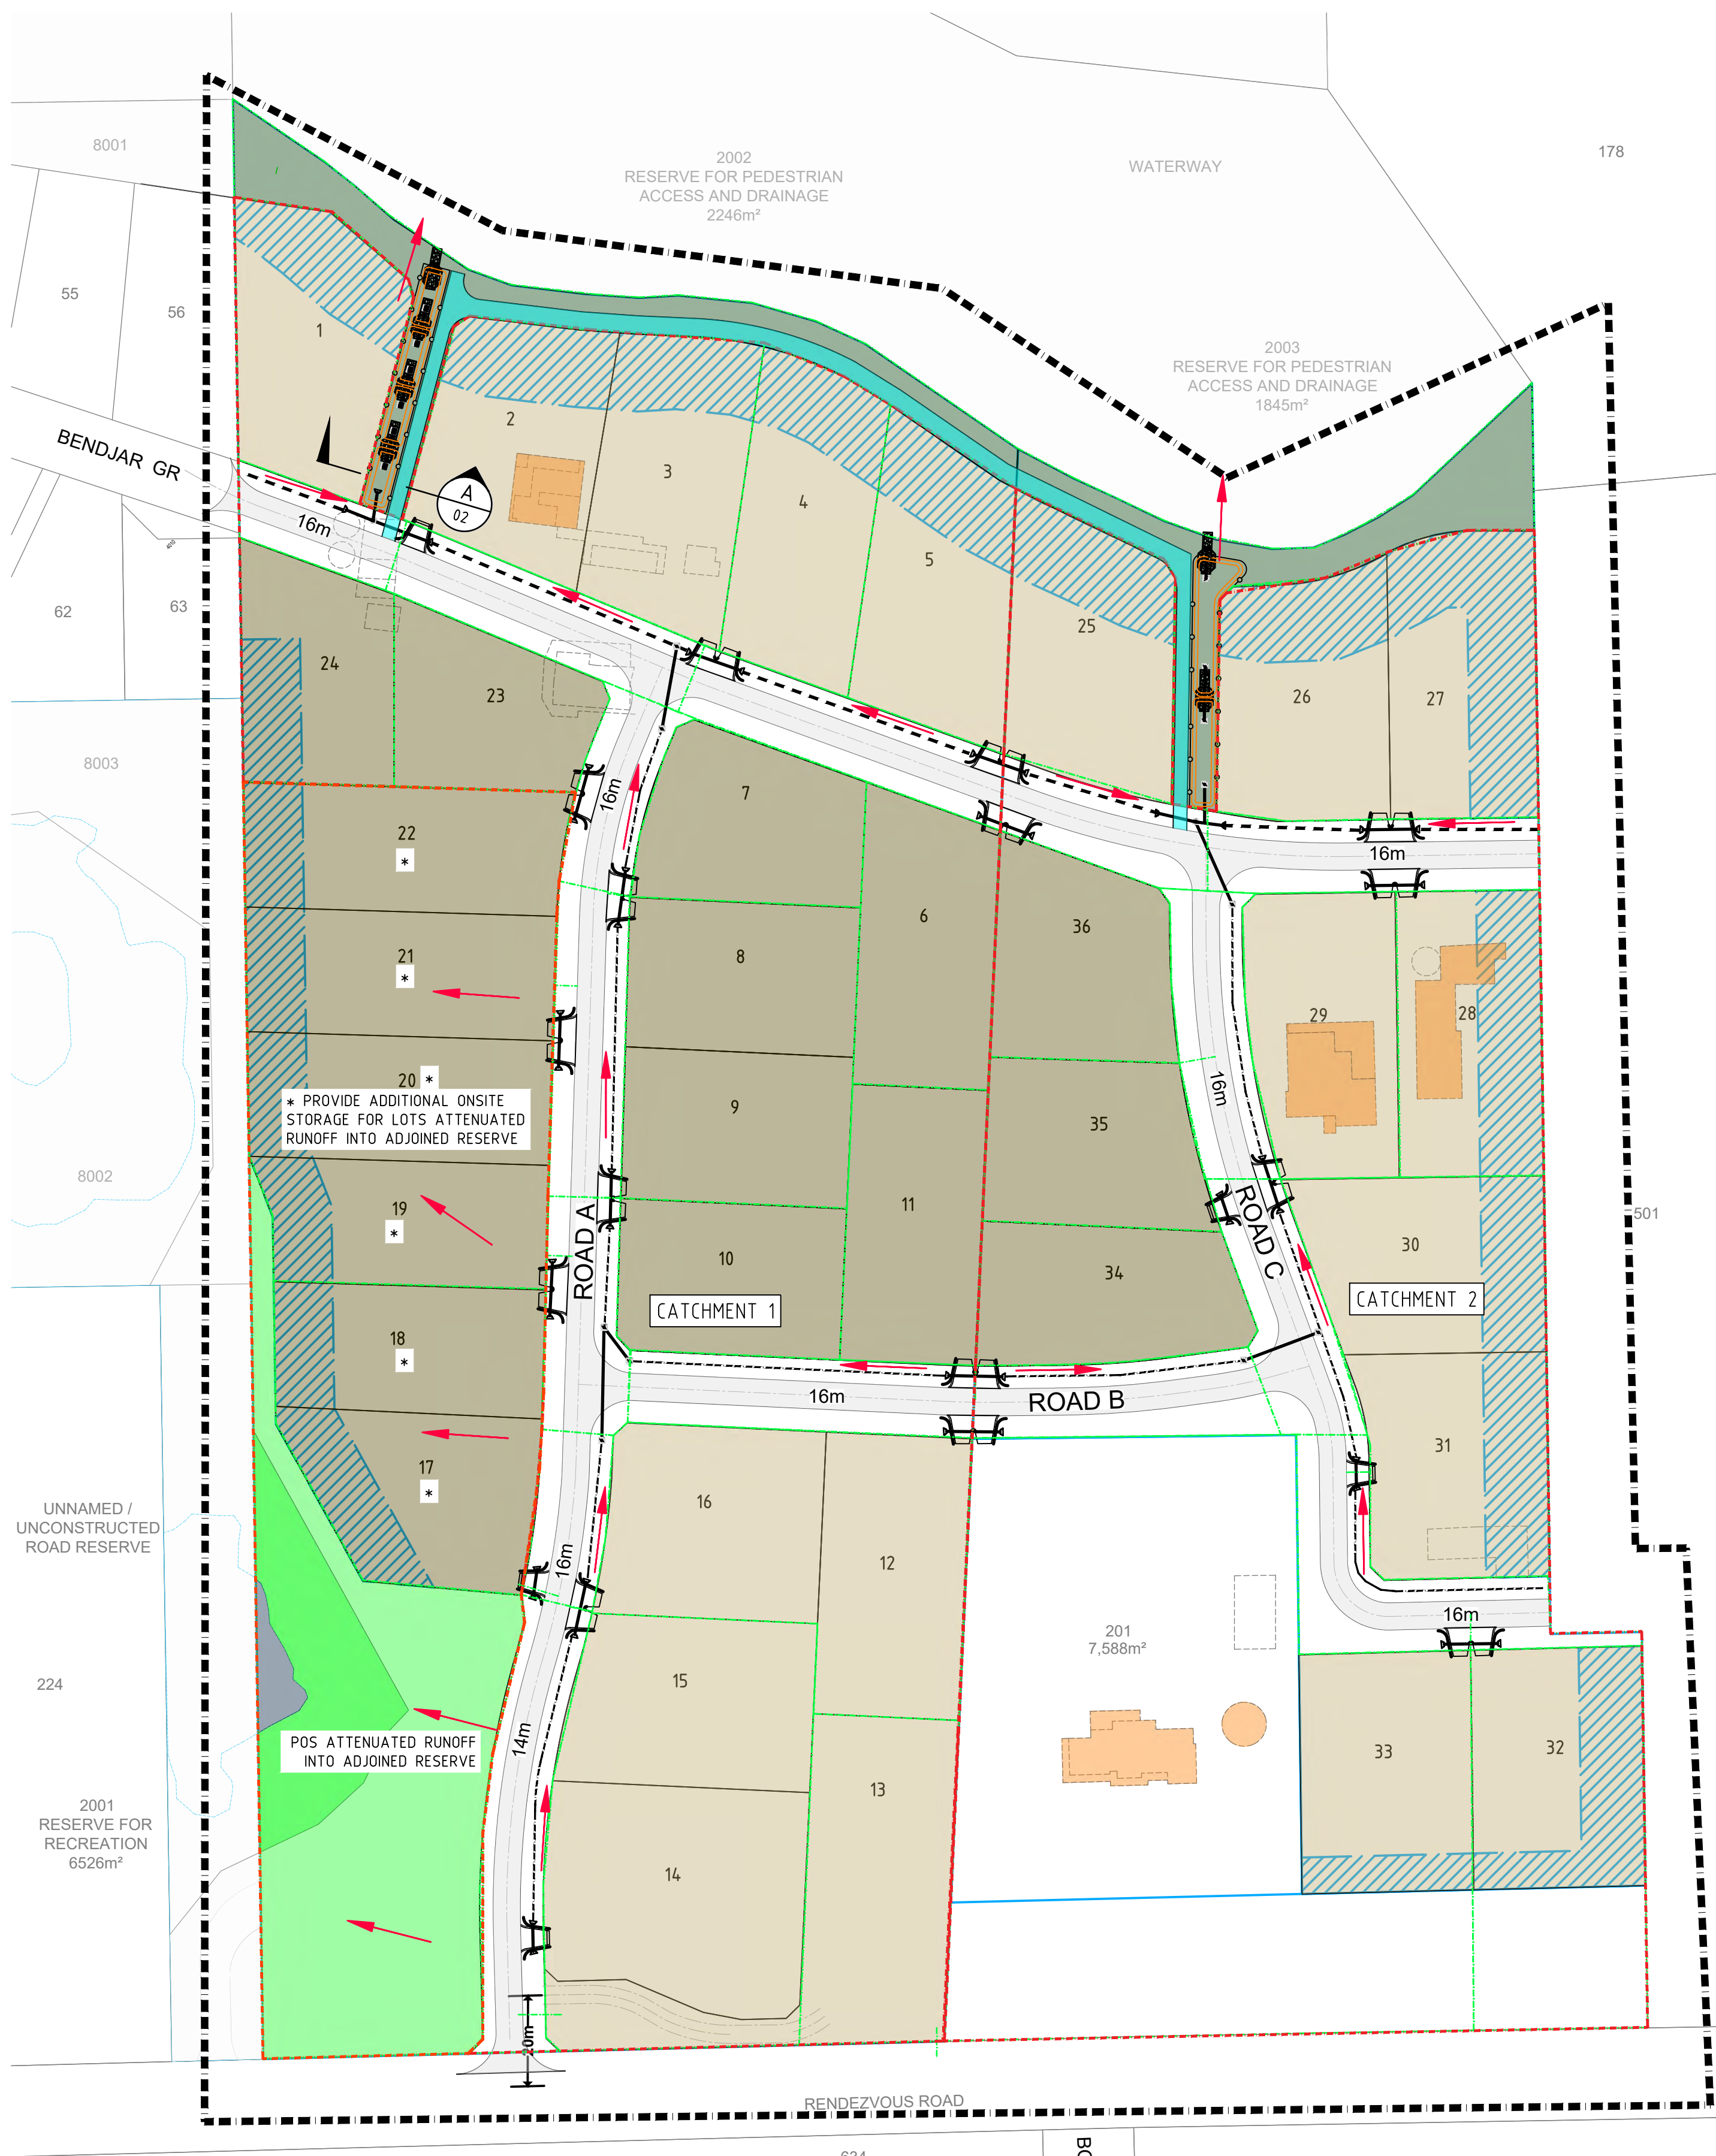 8001
2002
RESERVE FOR PEDESTRIAN
ACCESS AND DRAINAGE
2246m²
WATERWAY
178
55
56
1
2003
RESERVE FOR PEDESTRIAN
ACCESS AND DRAINAGE
1845m²
BENDJAR GR
2
3
4
5
A
02
16m
25
62
63
24
23
26
27
8003
16m
7
22
*
16m
6
36
8
21
*
29
28
20 *
* PROVIDE ADDITIONAL ONSITE
STORAGE FOR LOTS ATTENUATED
RUNOFF INTO ADJOINED RESERVE
9
16m
35
8002
19
*
11
501
ROAD A
10
34
ROAD C
30
CATCHMENT 1
CATCHMENT 2
18
*
16m
ROAD B
31
17
*
16
UNNAMED /
UNCONSTRUCTED
ROAD RESERVE
16m
12
16m
201
7,588m²
224
15
14m
33
32
POS ATTENUATED RUNOFF
INTO ADJOINED RESERVE
13
2001
RESERVE FOR
RECREATION
6526m²
14
20m
RENDEZVOUS ROAD